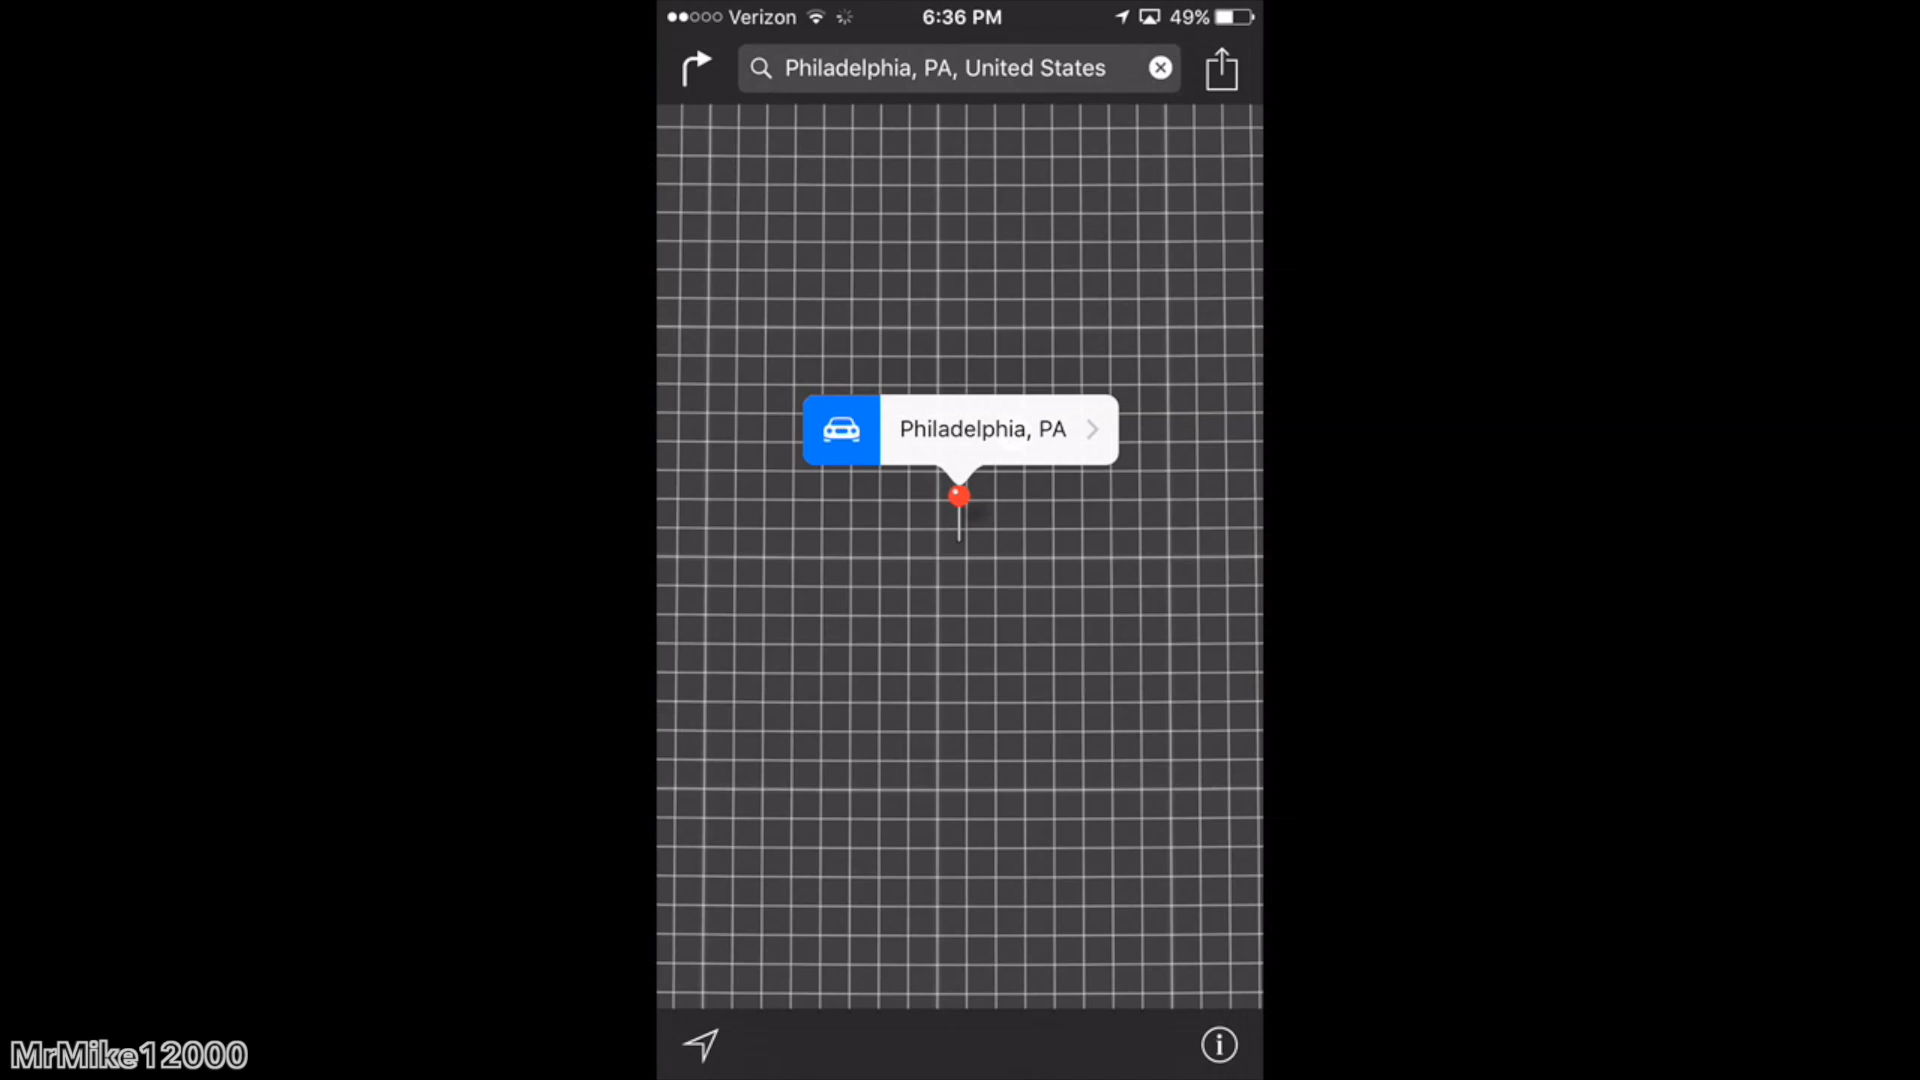 Verizon 6:36 PM 49%
Philadelphia, PA, United States
Philadelphia, PA
MrMike12000